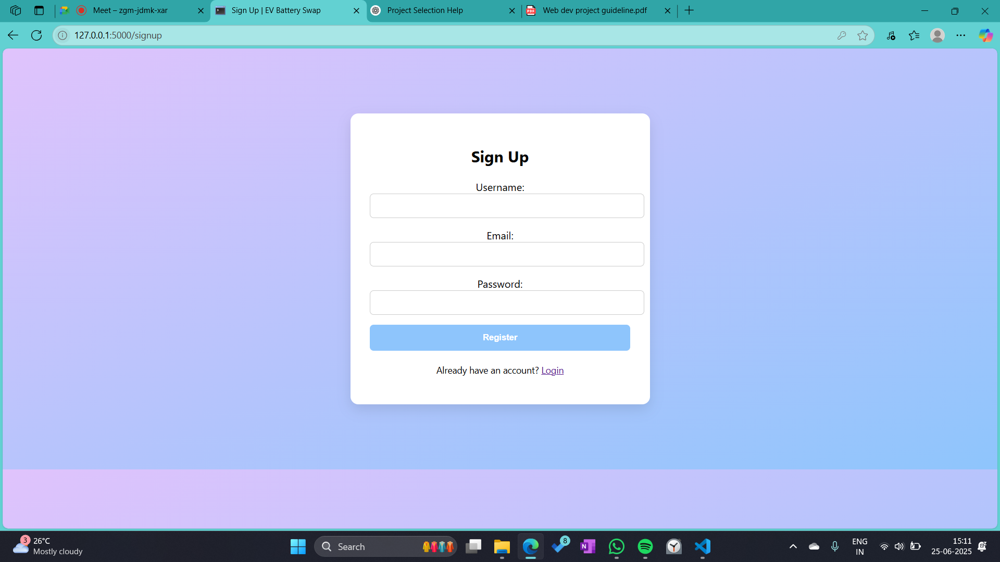 Meet – zgm-jdmk-xar
Sign Up | EV Battery Swap
Project Selection Help
PDF
Web dev project guideline.pdf
127.0.0.1:5000/signup
Sign Up
Username:
Email:
Password:
Register
Already have an account? Login
3
26°C
Mostly cloudy
Search
8
N
ENG
IN
15:11
25-06-2025